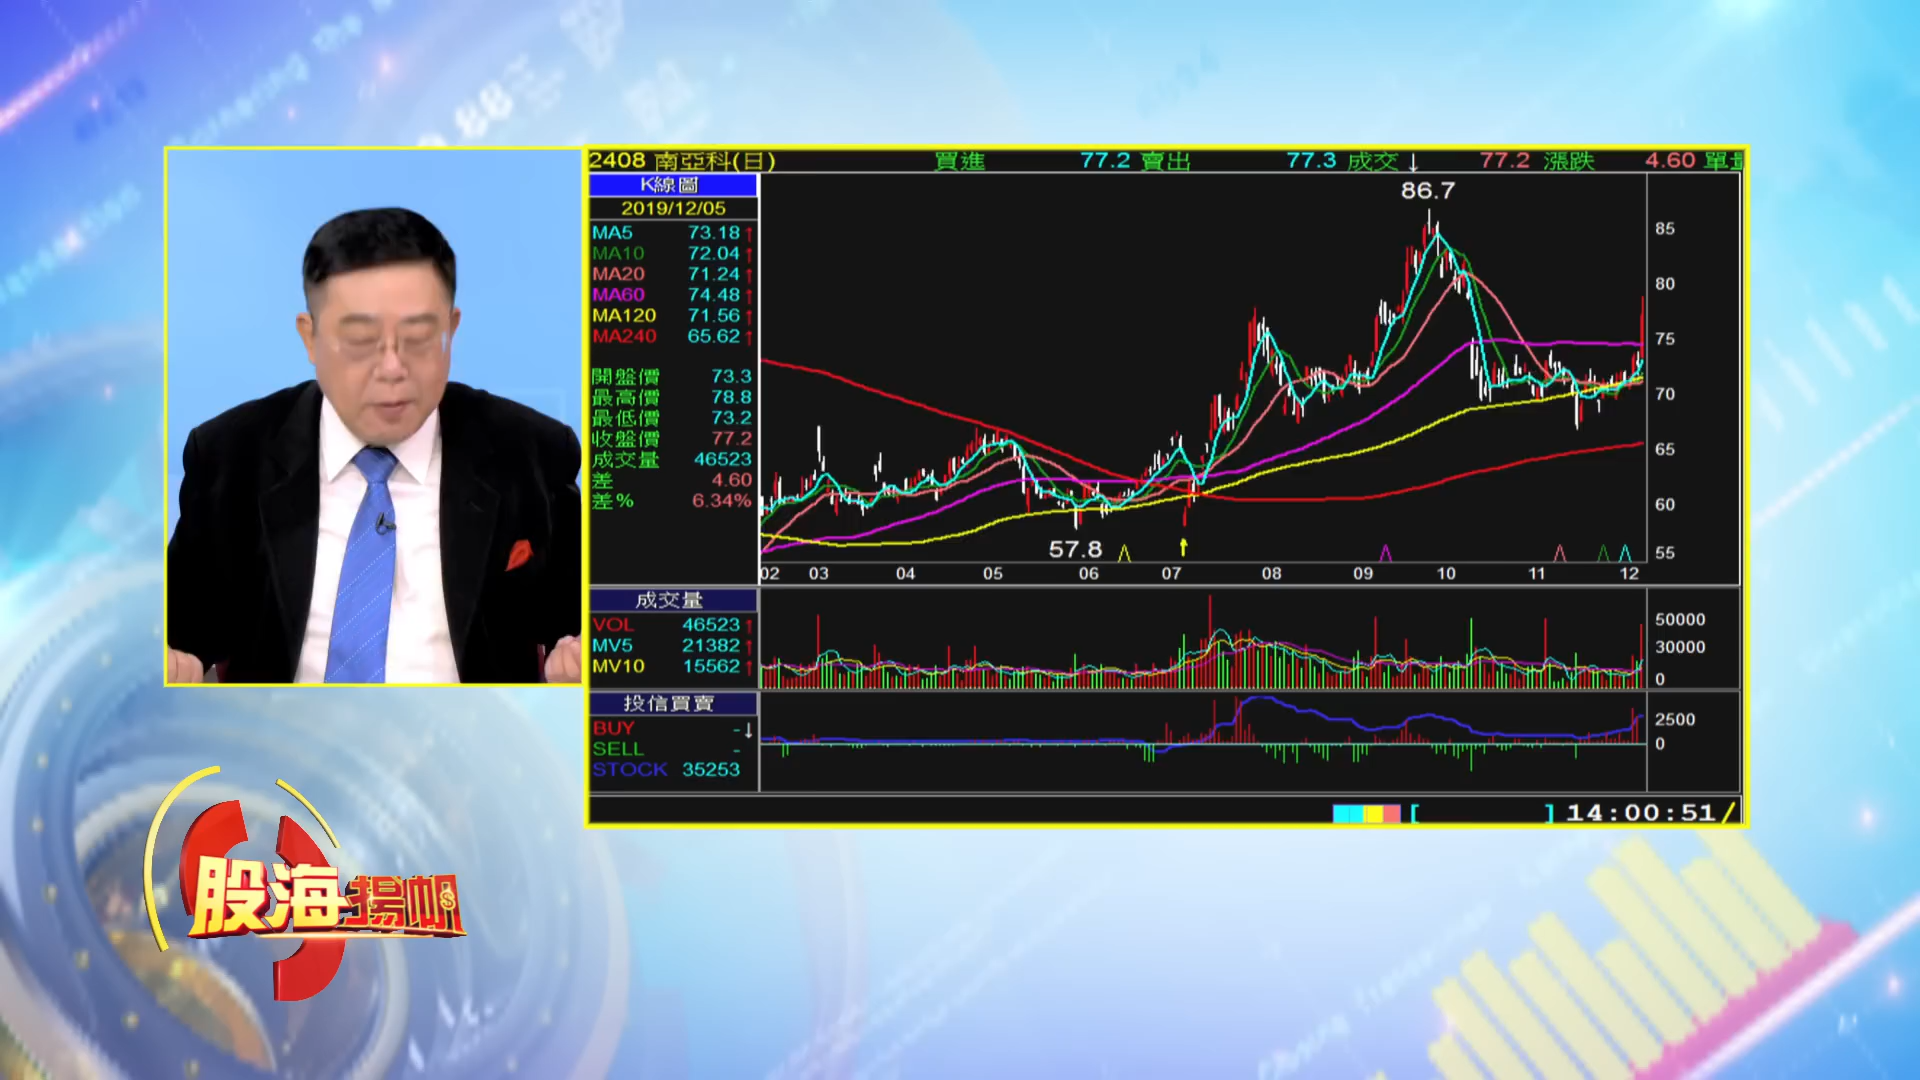 2408 南亞科(日) 買進 77.2 賣出 77.3 成交↓ 77.2 漲跌 4.60 單量
K線圖
2019/12/05
MA5 73.18↑
MA10 72.04↑
MA20 71.24↑
MA60 74.48↑
MA120 71.56↑
MA240 65.62↑
開盤價 73.3
最高價 78.8
最低價 73.2
收盤價 77.2
成交量 46523
差 4.60
差% 6.34%
86.7
57.8
85
80
75
70
65
60
55
02 03 04 05 06 07 08 09 10 11 12
成交量
VOL 46523↑
MV5 21382↑
MV10 15562↑
50000
30000
0
投信買賣
BUY -↓
SELL -
STOCK 35253
2500
0
[ ] 14:00:51/
股海揚帆